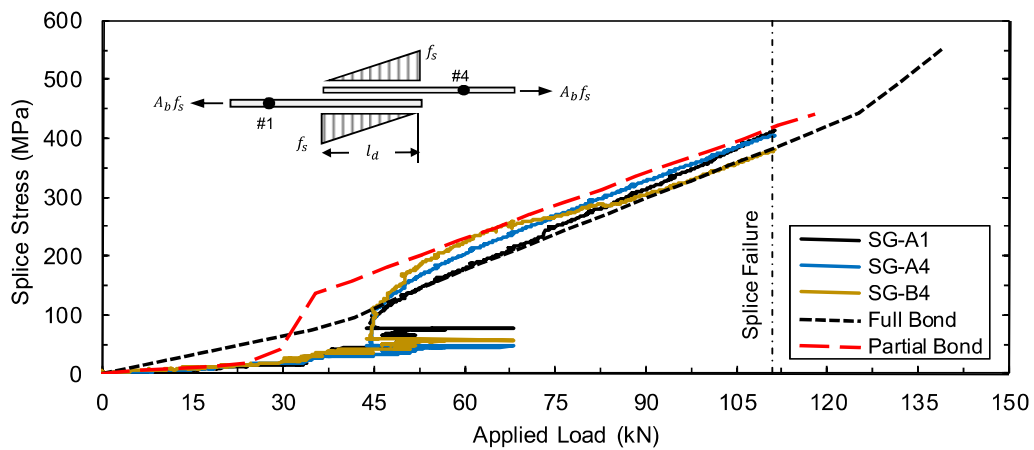 600
500
400
300
200
100
0
Splice Stress (MPa)
0 15 30 45 60 75 90 105 120 135 150
Applied Load (kN)
f_s
#4
A_b f_s
A_b f_s
#1
f_s
l_d
Splice Failure
SG-A1
SG-A4
SG-B4
Full Bond
Partial Bond